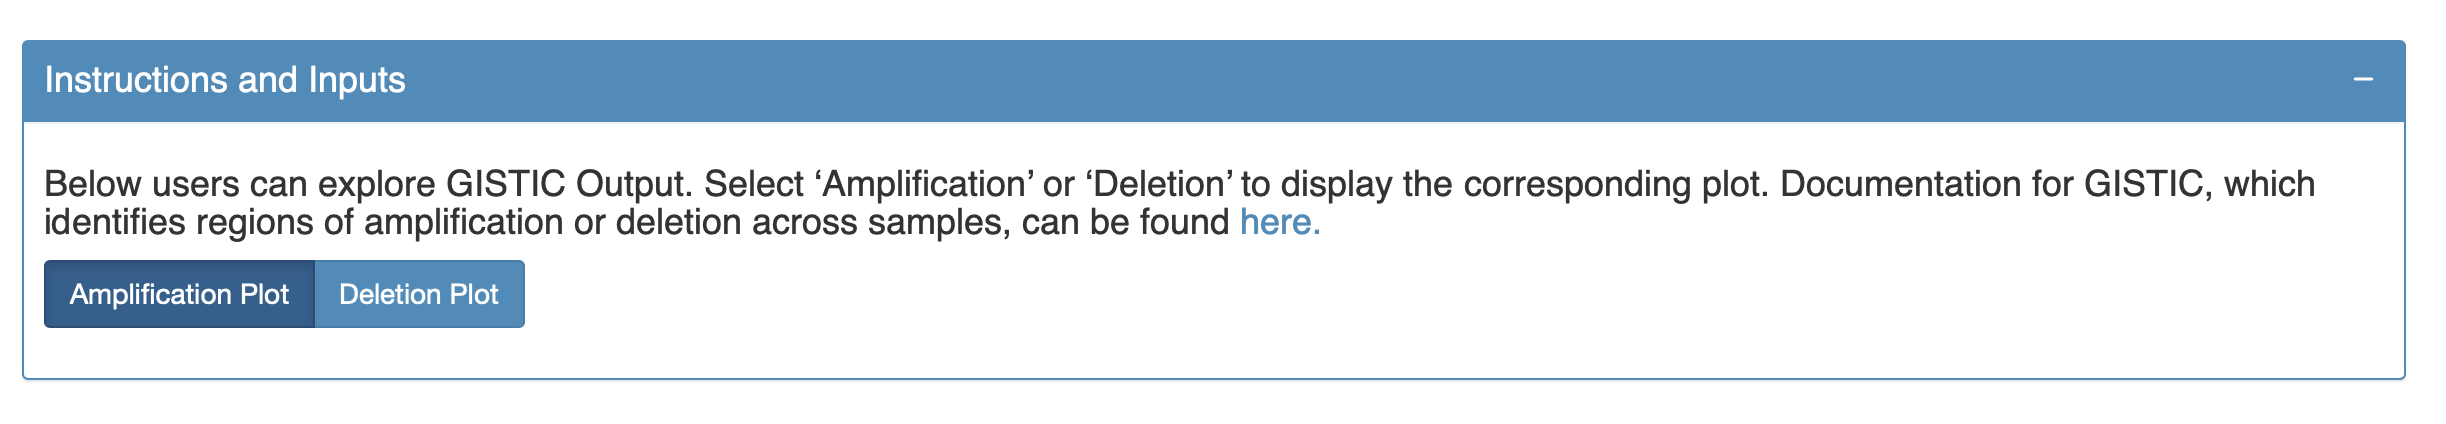 Instructions and Inputs
Below users can explore GISTIC Output. Select ‘Amplification’ or ‘Deletion’ to display the corresponding plot. Documentation for GISTIC, which
identifies regions of amplification or deletion across samples, can be found here.
Amplification Plot Deletion Plot